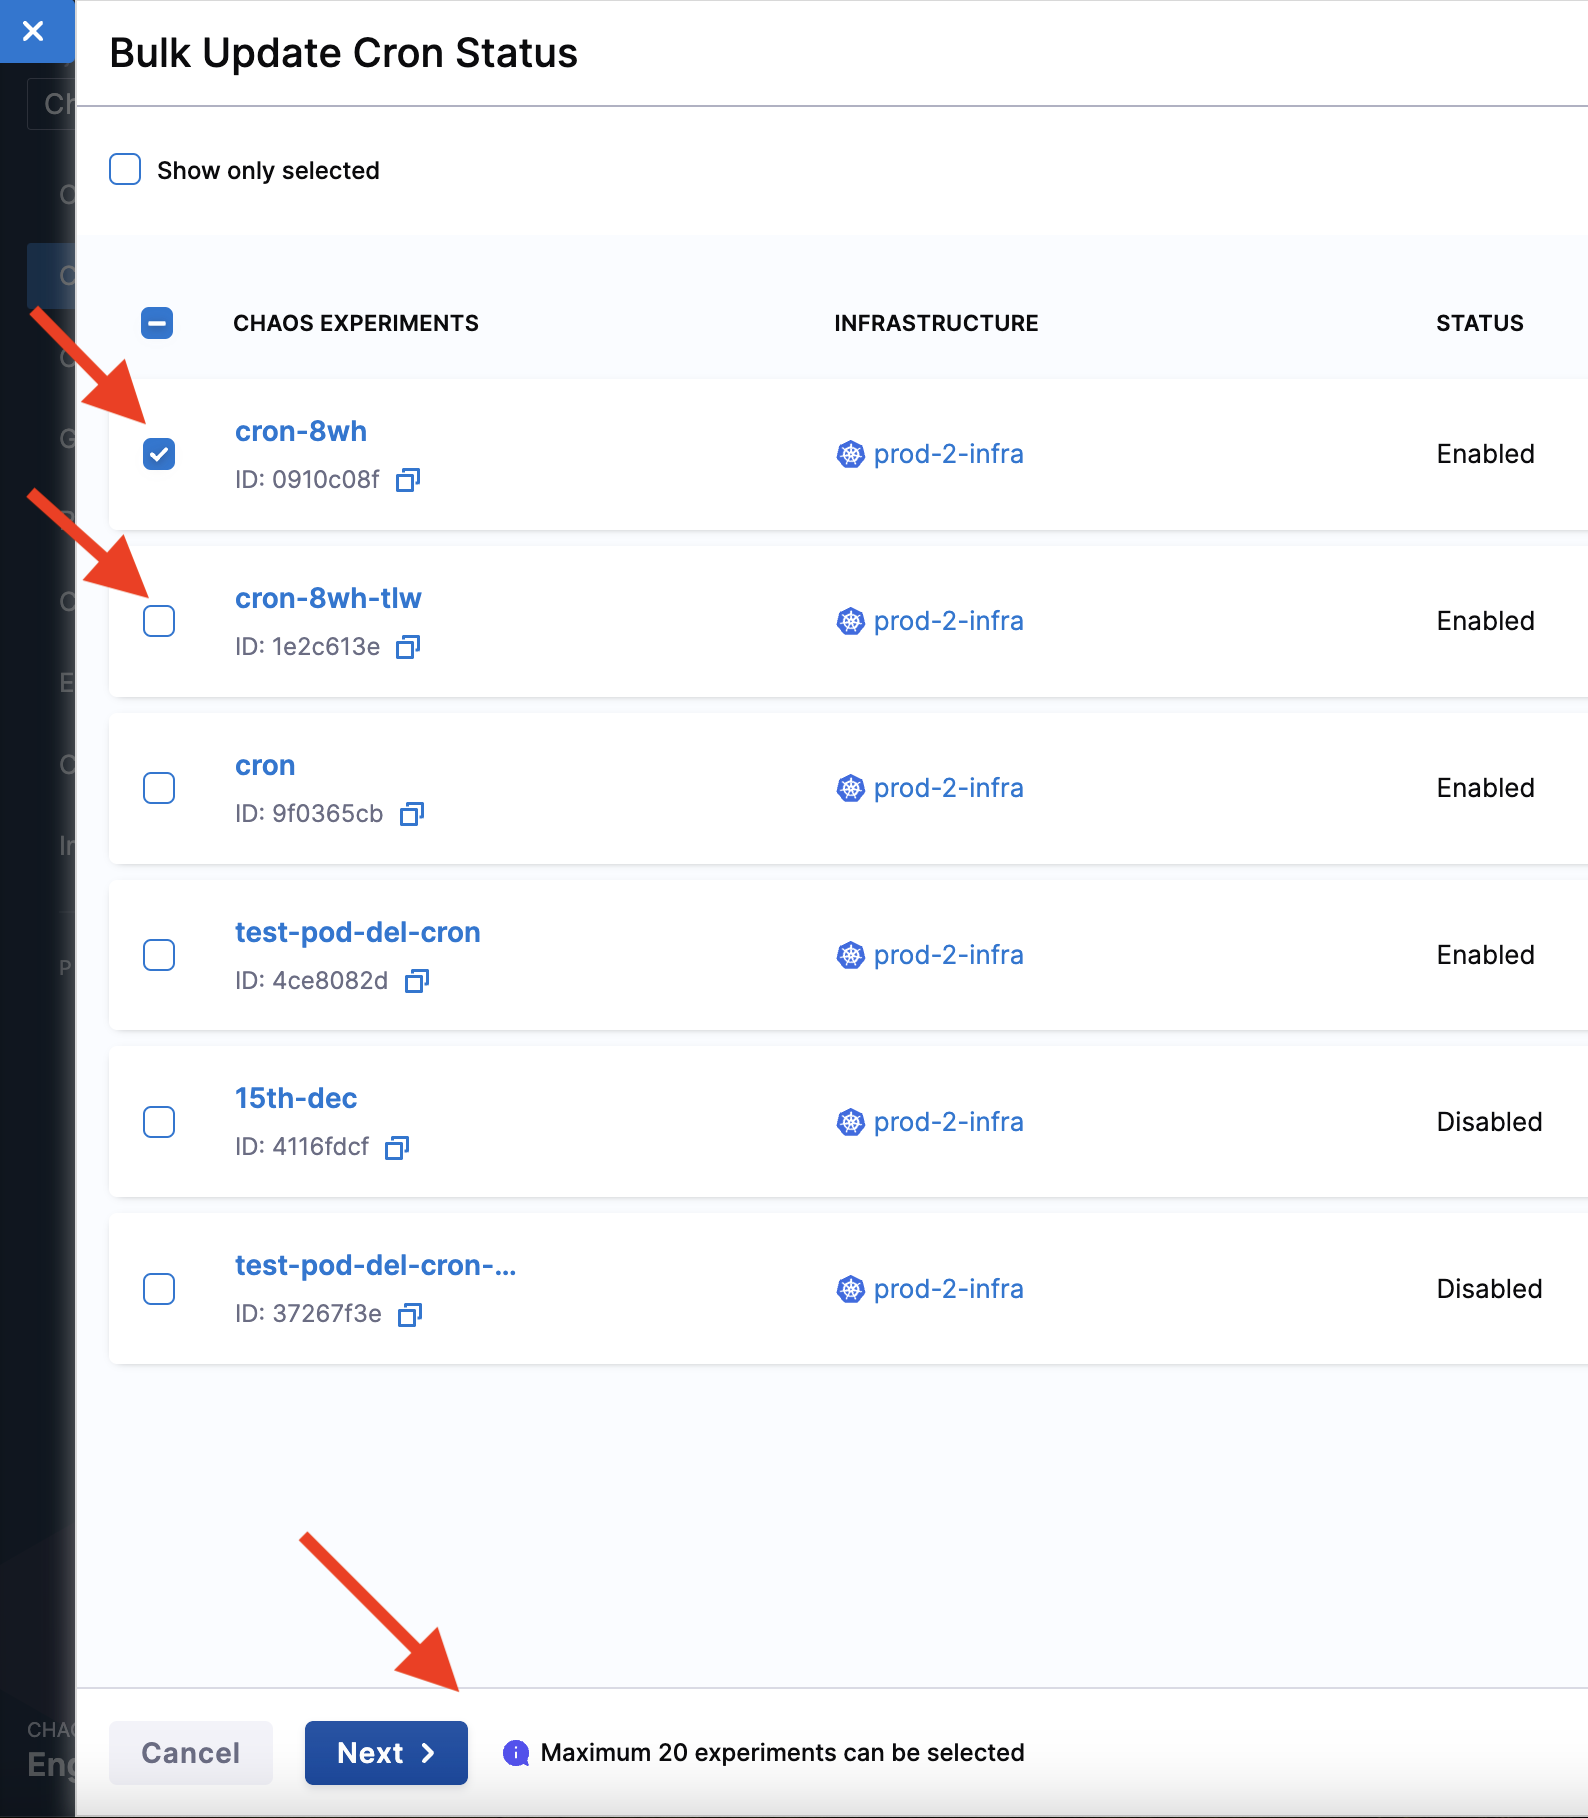 Bulk Update Cron Status
Show only selected
CHAOS EXPERIMENTS INFRASTRUCTURE STATUS
cron-8wh
ID: 0910c08f
prod-2-infra
Enabled
cron-8wh-tlw
ID: 1e2c613e
prod-2-infra
Enabled
cron
ID: 9f0365cb
prod-2-infra
Enabled
test-pod-del-cron
ID: 4ce8082d
prod-2-infra
Enabled
15th-dec
ID: 4116fdcf
prod-2-infra
Disabled
test-pod-del-cron-...
ID: 37267f3e
prod-2-infra
Disabled
Cancel Next Maximum 20 experiments can be selected